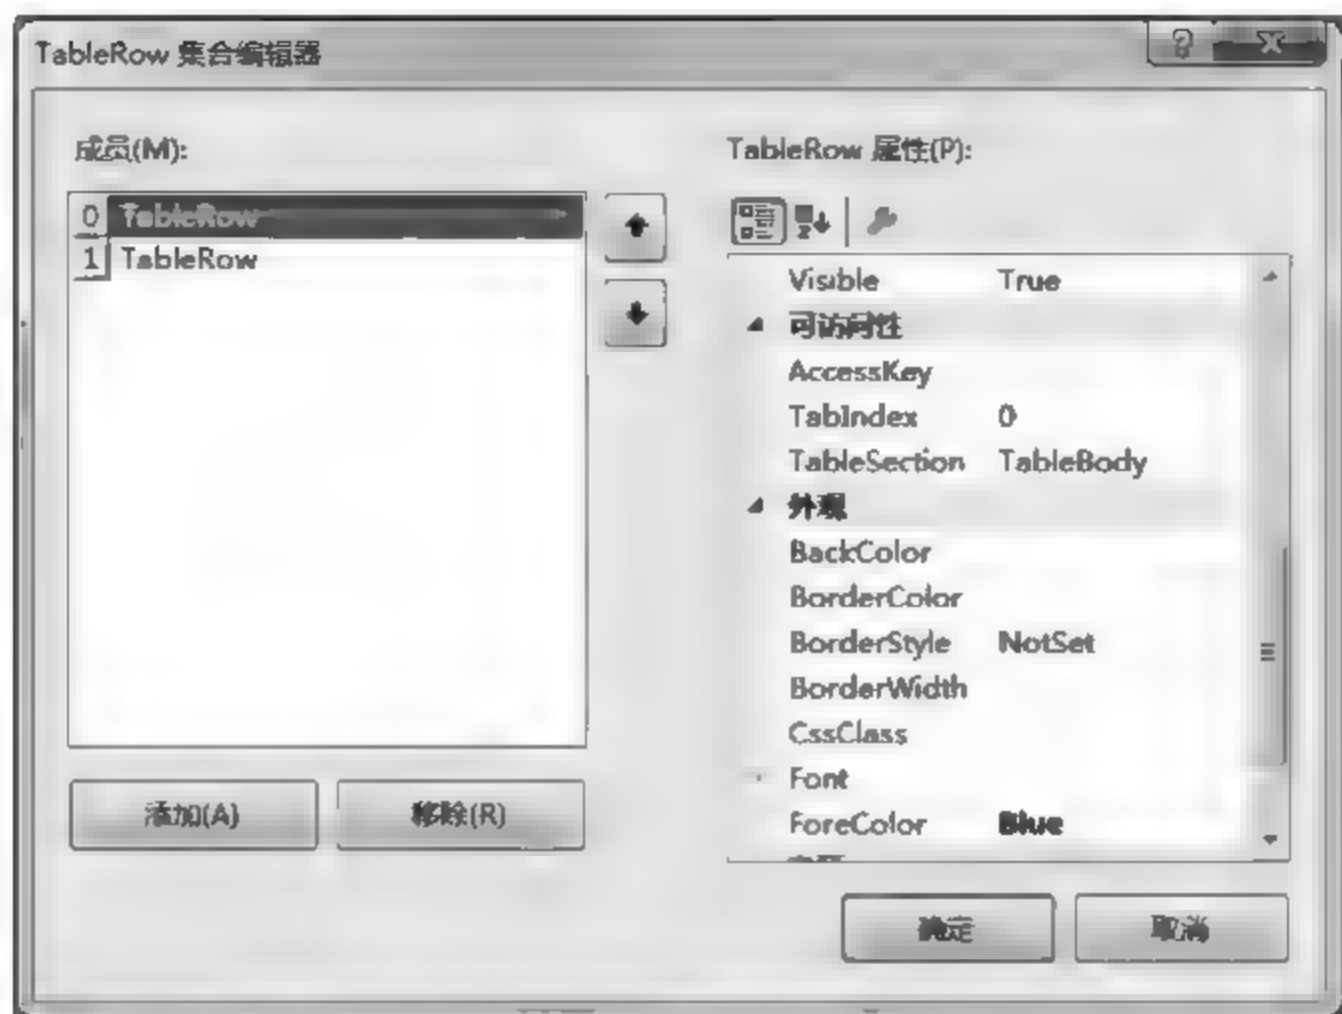 TableRow 集合编辑器
成员(M):
0 TableRow
1 TableRow
添加(A)
移除(R)
TableRow 属性(P):
Visible True
可访问性
AccessKey
TabIndex 0
TableSection TableBody
外观
BackColor
BorderColor
BorderStyle NotSet
BorderWidth
CssClass
Font
ForeColor Blue
确定
取消